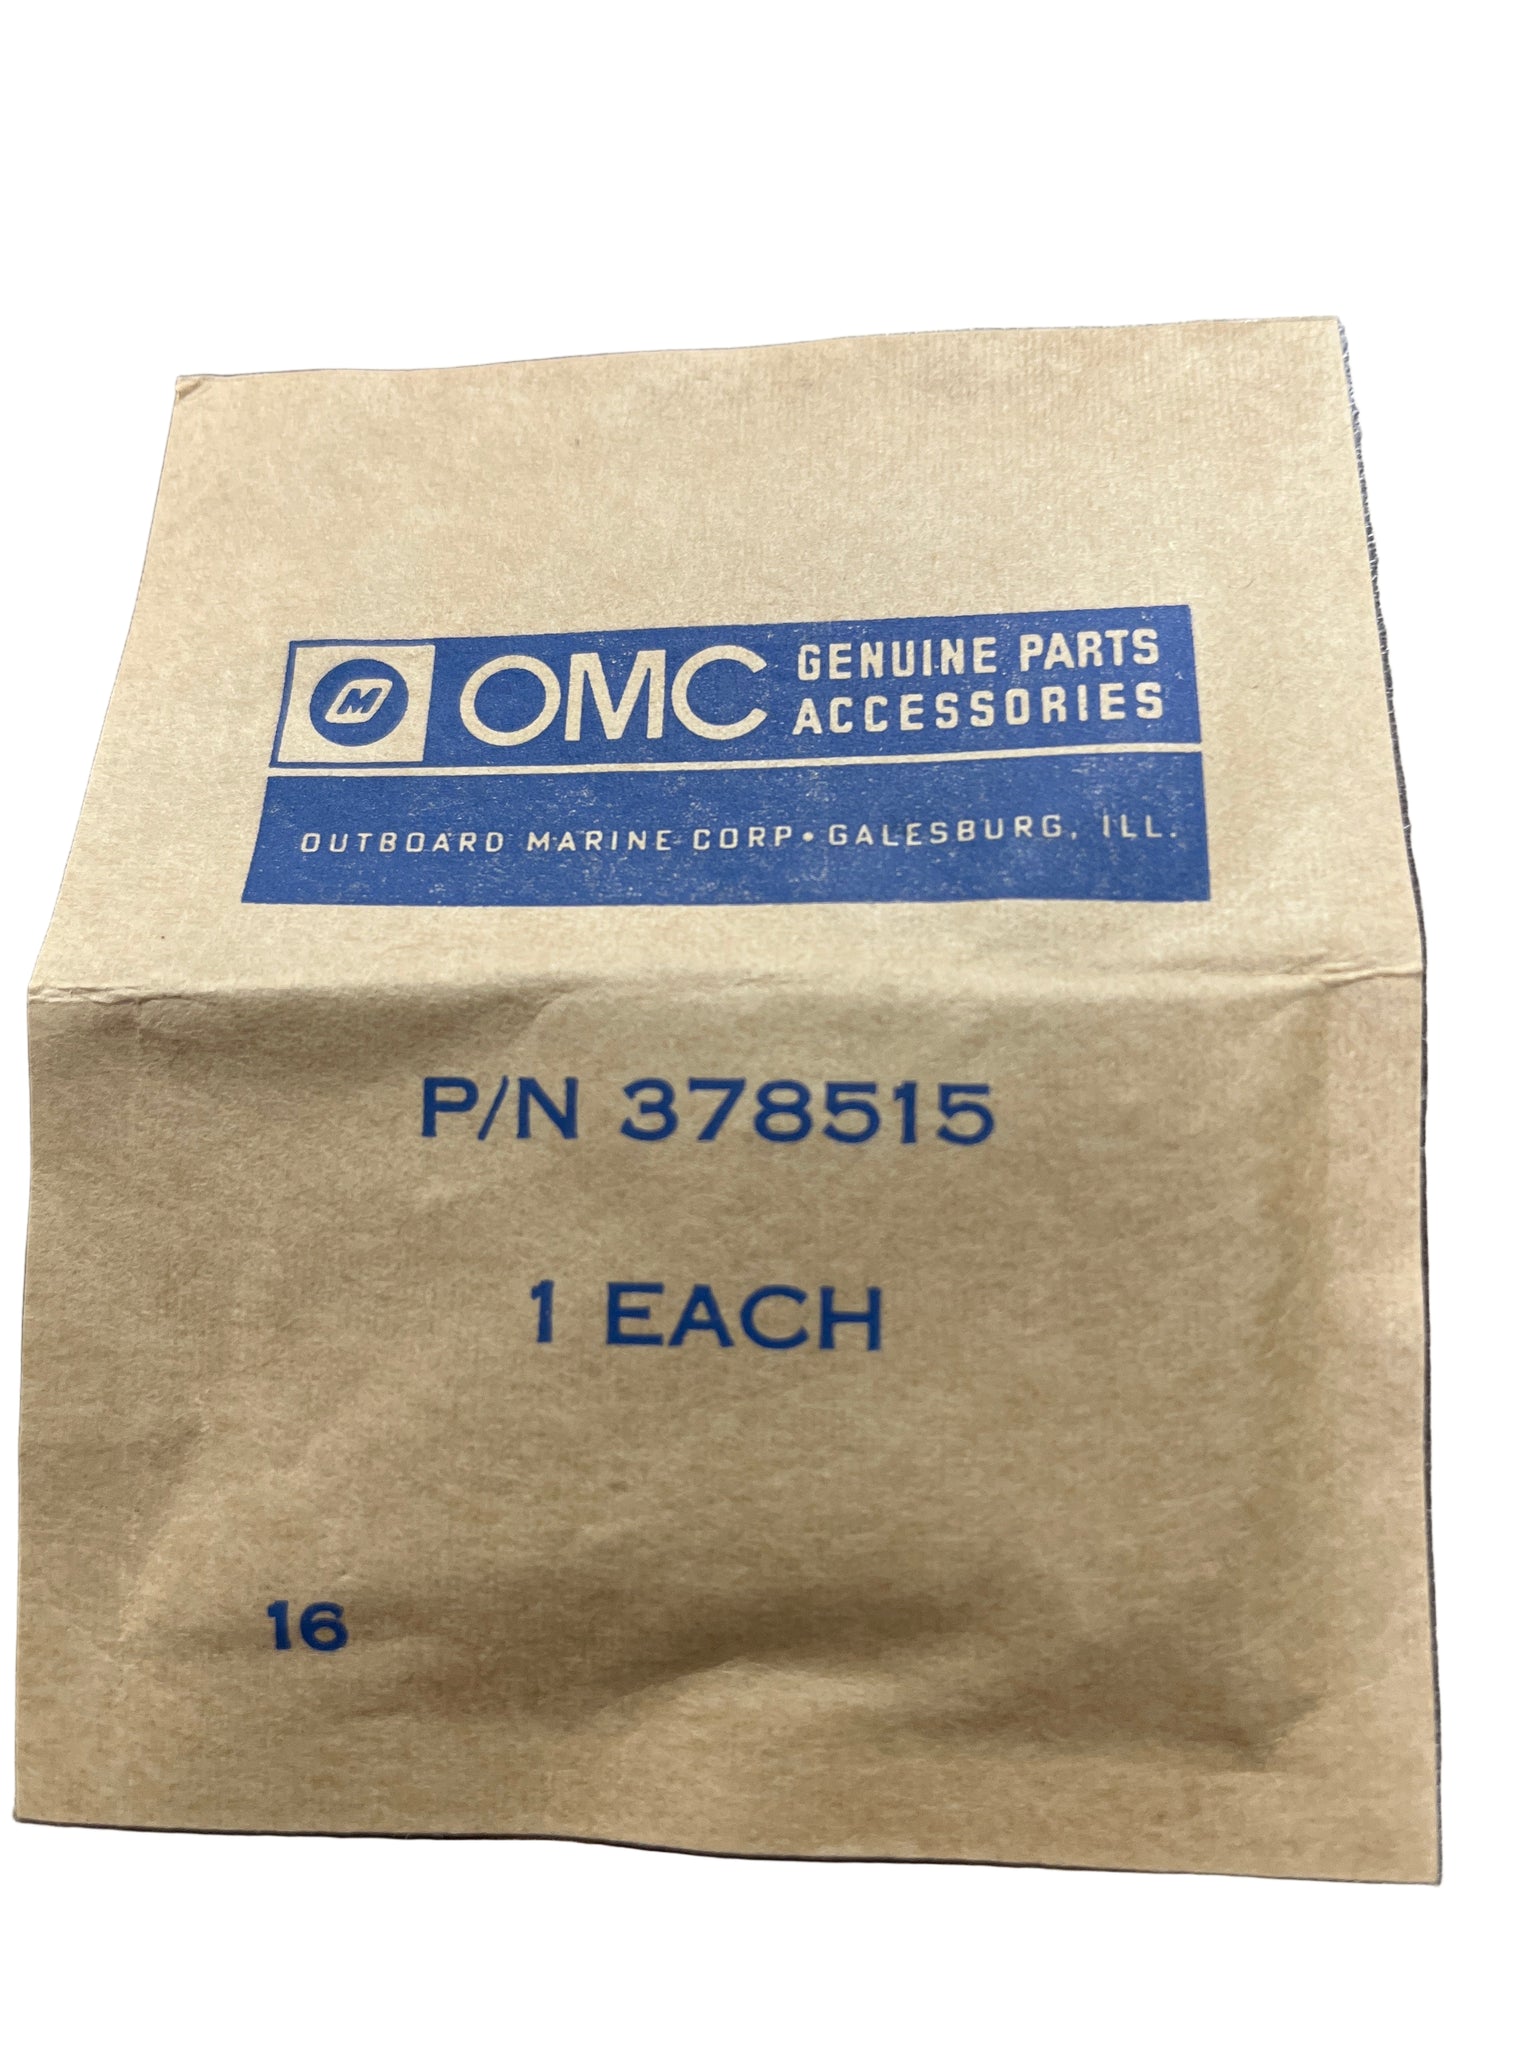 M OMC GENUINE PARTS
ACCESSORIES
OUTBOARD MARINE CORP • GALESBURG, ILL.
P/N 378515
1 EACH
16